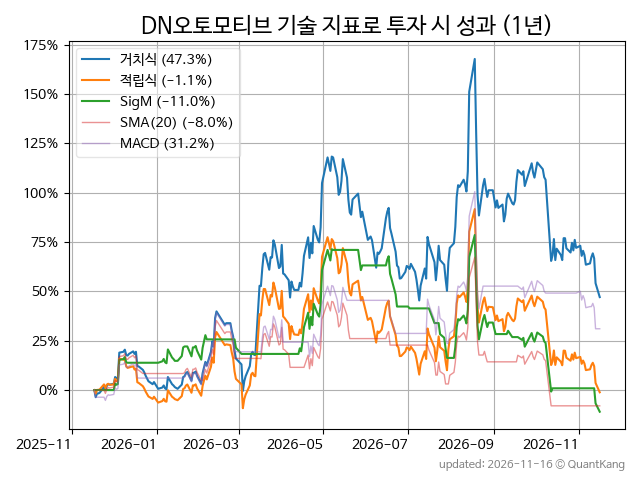 DN오토모티브 기술 지표로 투자 시 성과 (1년)
175%
150%
125%
100%
75%
50%
25%
0%
거치식 (47.3%)
적립식 (−1.1%)
SigM (−11.0%)
SMA(20) (−8.0%)
MACD (31.2%)
2025-11 2026-01 2026-03 2026-05 2026-07 2026-09 2026-11
updated: 2026-11-16 ⓒ QuantKang